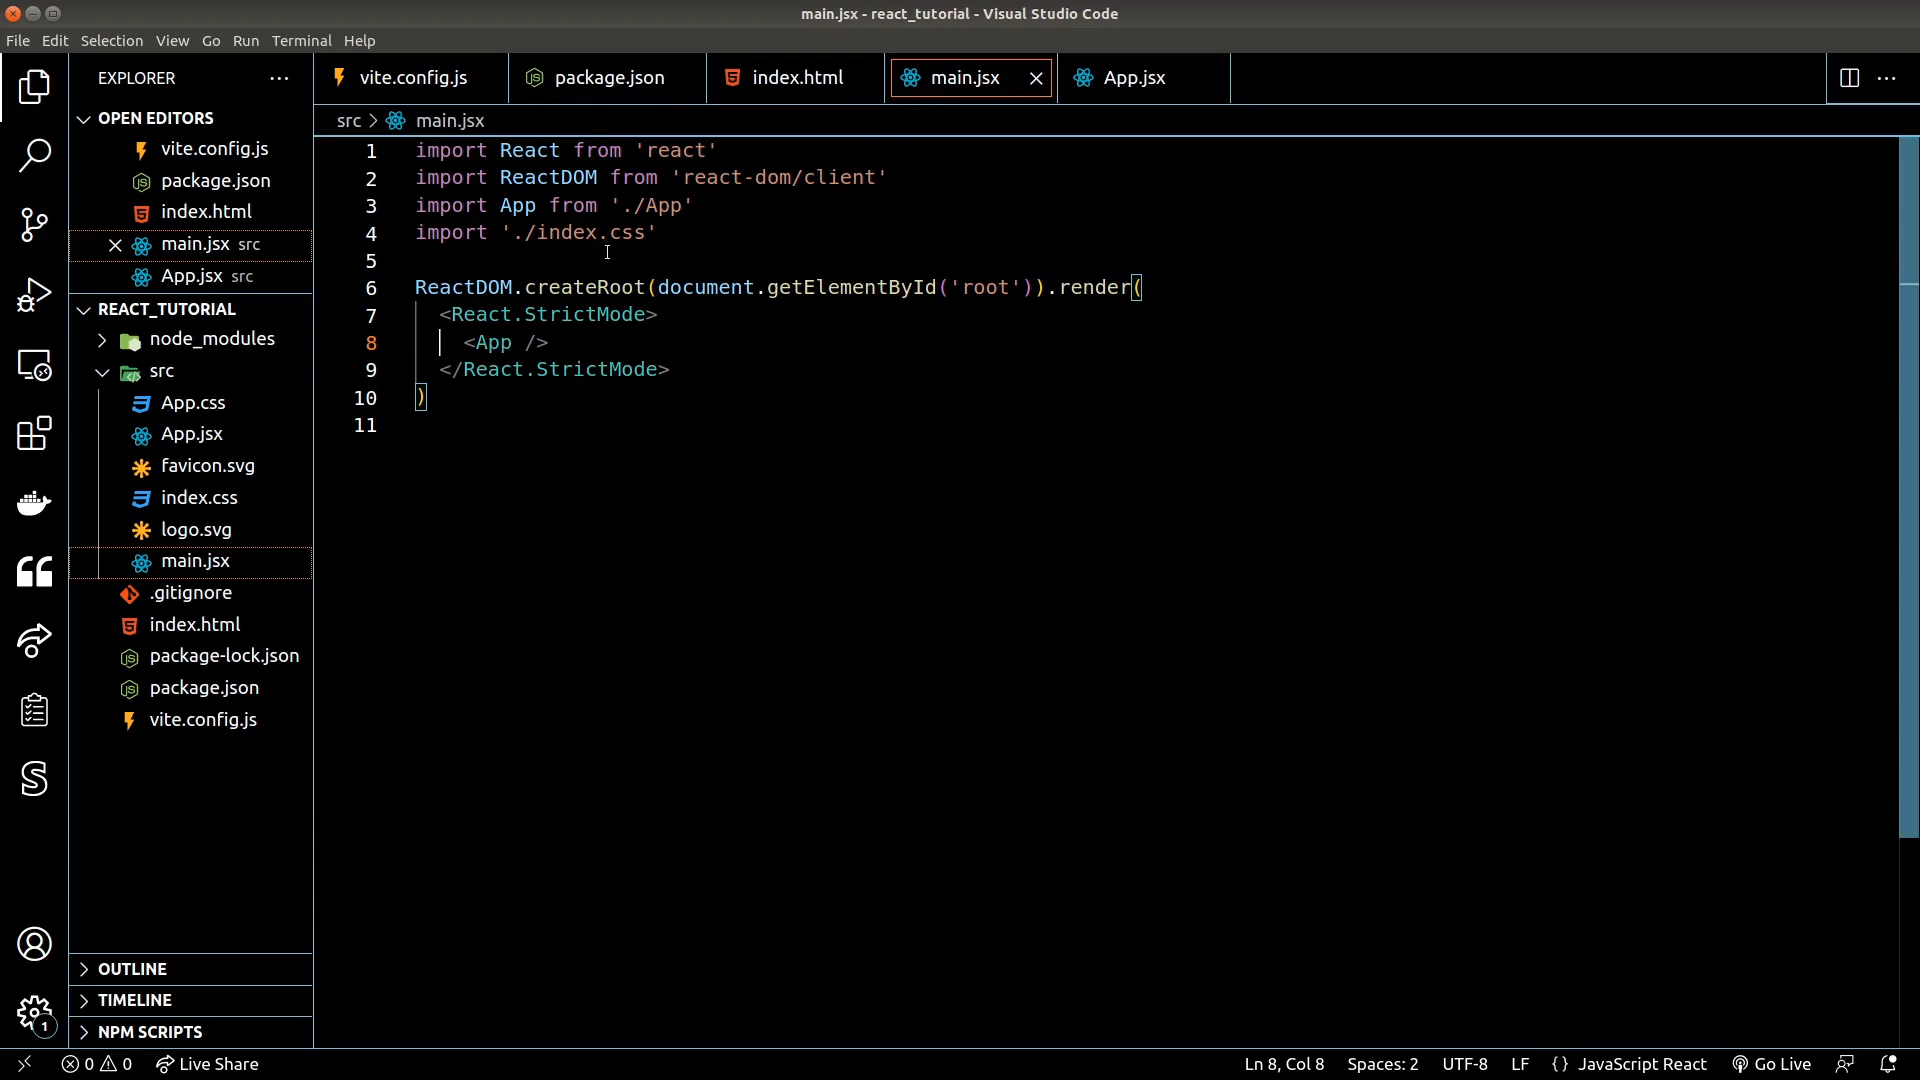 main.jsx - react_tutorial - Visual Studio Code
File Edit Selection View Go Run Terminal Help
EXPLORER
OPEN EDITORS
vite.config.js
package.json
index.html
main.jsx src
App.jsx src
REACT_TUTORIAL
node_modules
src
App.css
App.jsx
favicon.svg
index.css
logo.svg
main.jsx
.gitignore
index.html
package-lock.json
package.json
vite.config.js
OUTLINE
TIMELINE
NPM SCRIPTS
1
vite.config.js package.json index.html main.jsx App.jsx
src > main.jsx
1 import React from 'react'
2 import ReactDOM from 'react-dom/client'
3 import App from './App'
4 import './index.css'
5
6 ReactDOM.createRoot(document.getElementById('root')).render(
7 <React.StrictMode>
8 <App />
9 </React.StrictMode>
10 )
11
0 0 Live Share Ln 8, Col 8 Spaces: 2 UTF-8 LF {} JavaScript React Go Live